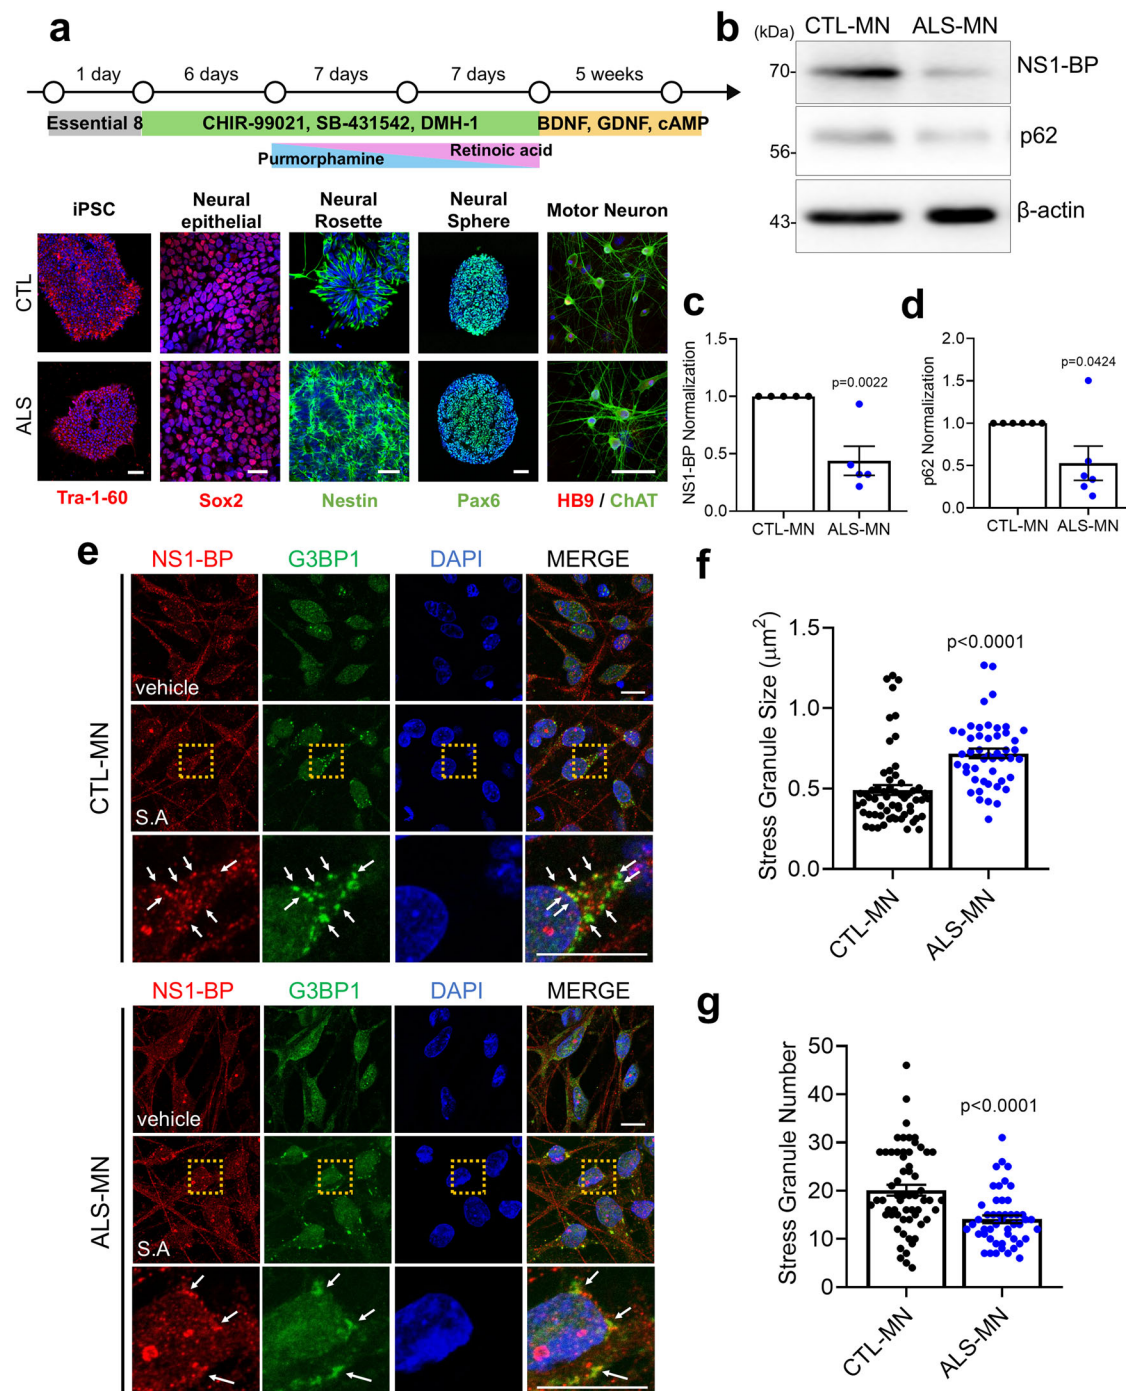 a
1 day 6 days 7 days 7 days 5 weeks
Essential 8 CHIR-99021, SB-431542, DMH-1 BDNF, GDNF, cAMP
Purmorphamine Retinoic acid
iPSC Neural epithelial Neural Rosette Neural Sphere Motor Neuron
CTL
ALS
Tra-1-60 Sox2 Nestin Pax6 HB9 / ChAT
b
(kDa) CTL-MN ALS-MN
70- NS1-BP
56- p62
43- β-actin
c
NS1-BP Normalization
1.5
1.0
0.5
0.0
p=0.0022
CTL-MN ALS-MN
d
p62 Normalization
2.0
1.5
1.0
0.5
0.0
p=0.0424
CTL-MN ALS-MN
e
NS1-BP G3BP1 DAPI MERGE
CTL-MN
vehicle
S.A
NS1-BP G3BP1 DAPI MERGE
ALS-MN
vehicle
S.A
f
Stress Granule Size (μm²)
1.5
1.0
0.5
0.0
p<0.0001
CTL-MN ALS-MN
g
Stress Granule Number
50
40
30
20
10
0
p<0.0001
CTL-MN ALS-MN